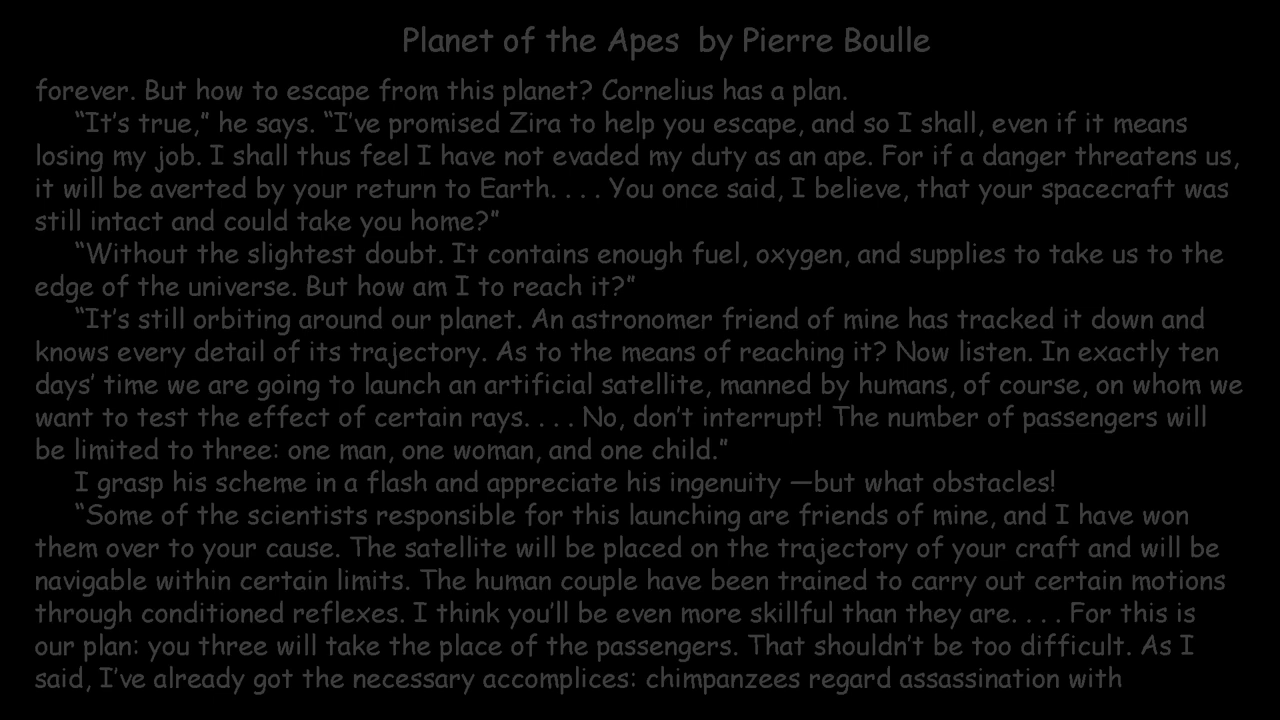 Planet of the Apes  by Pierre Boulle
forever. But how to escape from this planet? Cornelius has a plan.
“It’s true,” he says. “I’ve promised Zira to help you escape, and so I shall, even if it means
losing my job. I shall thus feel I have not evaded my duty as an ape. For if a danger threatens us,
it will be averted by your return to Earth. . . . You once said, I believe, that your spacecraft was
still intact and could take you home?”
“Without the slightest doubt. It contains enough fuel, oxygen, and supplies to take us to the
edge of the universe. But how am I to reach it?”
“It’s still orbiting around our planet. An astronomer friend of mine has tracked it down and
knows every detail of its trajectory. As to the means of reaching it? Now listen. In exactly ten
days’ time we are going to launch an artificial satellite, manned by humans, of course, on whom we
want to test the effect of certain rays. . . . No, don’t interrupt! The number of passengers will
be limited to three: one man, one woman, and one child.”
I grasp his scheme in a flash and appreciate his ingenuity —but what obstacles!
“Some of the scientists responsible for this launching are friends of mine, and I have won
them over to your cause. The satellite will be placed on the trajectory of your craft and will be
navigable within certain limits. The human couple have been trained to carry out certain motions
through conditioned reflexes. I think you’ll be even more skillful than they are. . . . For this is
our plan: you three will take the place of the passengers. That shouldn’t be too difficult. As I
said, I’ve already got the necessary accomplices: chimpanzees regard assassination with